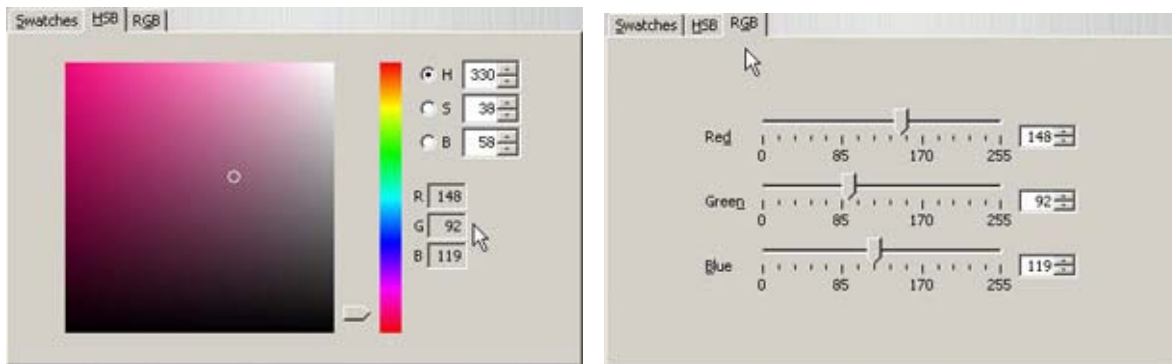 Swatches HSB RGB
H 330
S 38
B 58
R 148
G 92
B 119
Swatches HSB RGB
Red 148
0 85 170 255
Green 92
0 85 170 255
Blue 119
0 85 170 255